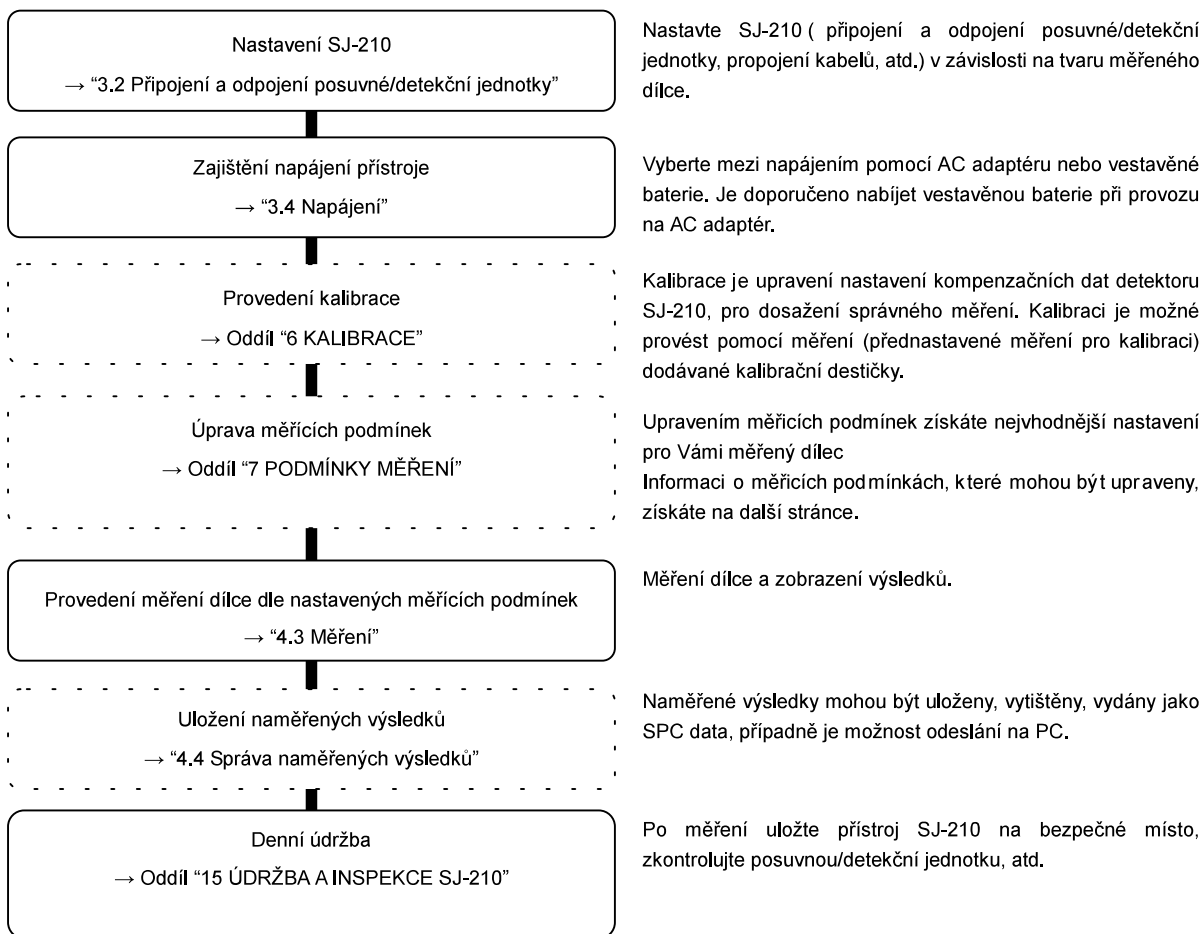 Nastavení SJ-210
→ “3.2 Připojení a odpojení posuvné/detekční jednotky”
Nastavte SJ-210 ( připojení a odpojení posuvné/detekční
jednotky, propojení kabelů, atd.) v závislosti na tvaru měřeného
dílce.
Zajištění napájení přístroje
→ “3.4 Napájení”
Vyberte mezi napájením pomocí AC adaptéru nebo vestavěné
baterie. Je doporučeno nabíjet vestavěnou baterie při provozu
na AC adaptér.
Provedení kalibrace
→ Oddíl “6 KALIBRACE”
Kalibrace je upravení nastavení kompenzačních dat detektoru
SJ-210, pro dosažení správného měření. Kalibraci je možné
provést pomocí měření (přednastavené měření pro kalibraci)
dodávané kalibrační destičky.
Úprava měřících podmínek
→ Oddíl “7 PODMÍNKY MĚŘENÍ”
Upravením měřicích podmínek získáte nejvhodnější nastavení
pro Vámi měřený dílec
Informaci o měřicích podmínkách, které mohou být upraveny,
získáte na další stránce.
Provedení měření dílce dle nastavených měřících podmínek
→ “4.3 Měření”
Měření dílce a zobrazení výsledků.
Uložení naměřených výsledků
→ “4.4 Správa naměřených výsledků”
Naměřené výsledky mohou být uloženy, vytištěny, vydány jako
SPC data, případně je možnost odeslání na PC.
Denní údržba
→ Oddíl “15 ÚDRŽBA A INSPEKCE SJ-210”
Po měření uložte přístroj SJ-210 na bezpečné místo,
zkontrolujte posuvnou/detekční jednotku, atd.